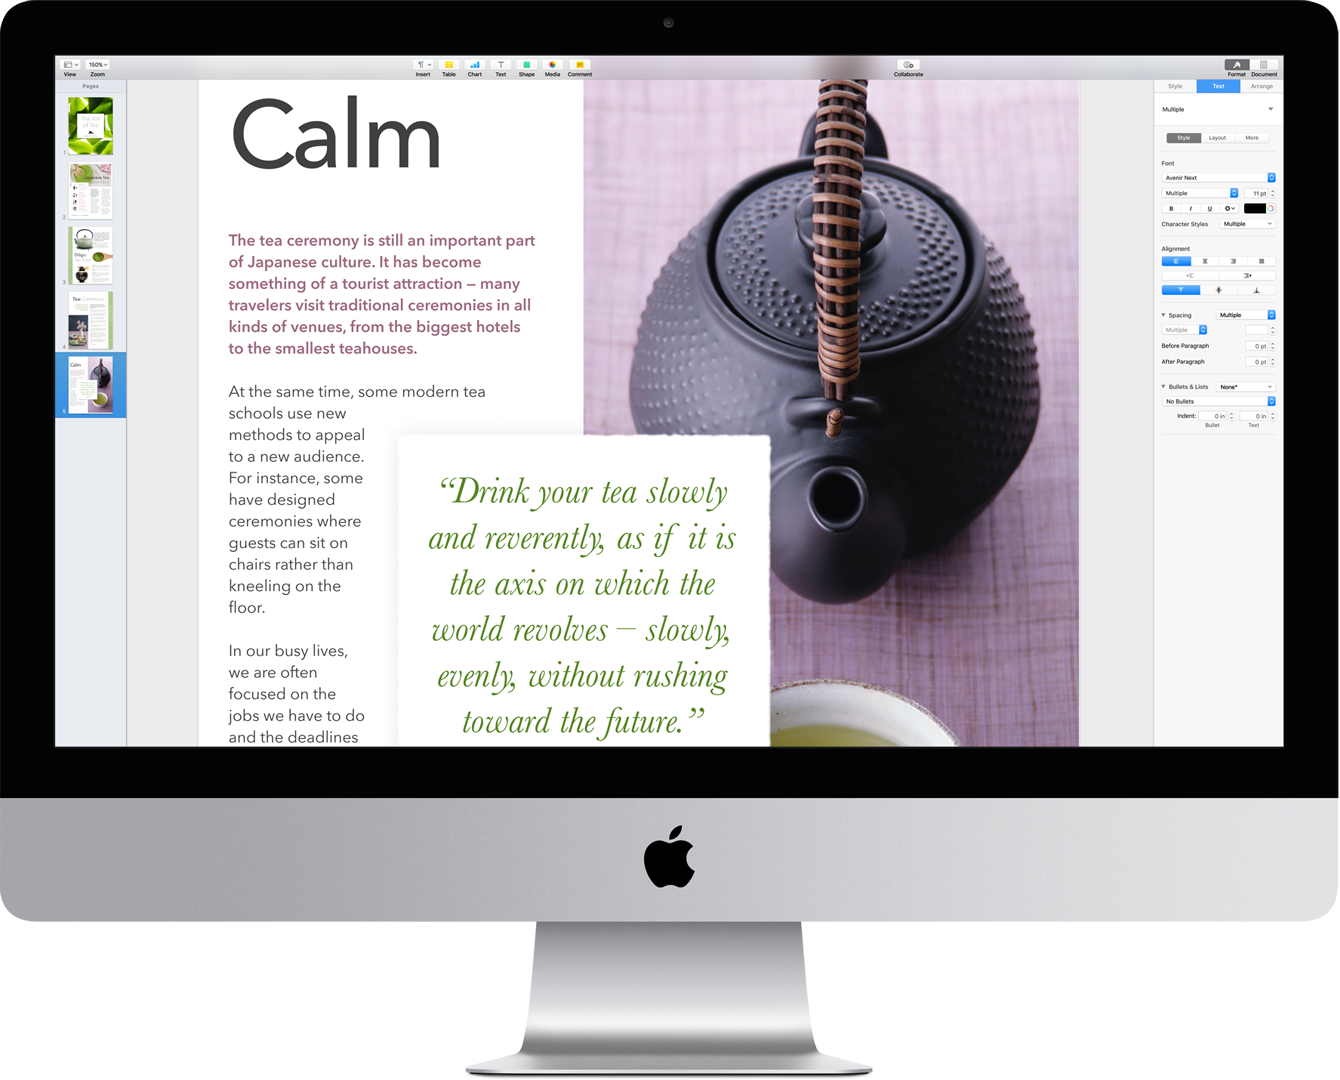 150%
View
Zoom
Insert
Table
Chart
Text
Shape
Media
Comment
Collaborate
Format
Document
Pages
1
2
3
4
5
Calm
The tea ceremony is still an important part
of Japanese culture. It has become
something of a tourist attraction – many
travelers visit traditional ceremonies in all
kinds of venues, from the biggest hotels
to the smallest teahouses.
At the same time, some modern tea
schools use new
methods to appeal
to a new audience.
For instance, some
have designed
ceremonies where
guests can sit on
chairs rather than
kneeling on the
floor.
In our busy lives,
we are often
focused on the
jobs we have to do
and the deadlines
“Drink your tea slowly
and reverently, as if it is
the axis on which the
world revolves – slowly,
evenly, without rushing
toward the future.”
Style Text Arrange
Multiple
Style Layout More
Font
Avenir Next
Multiple 11 pt
B I U
Character Styles Multiple
Alignment
Spacing Multiple
Multiple
Before Paragraph 0 pt
After Paragraph 0 pt
Bullets & Lists None*
No Bullets
Indent: 0 in 0 in
Bullet Text